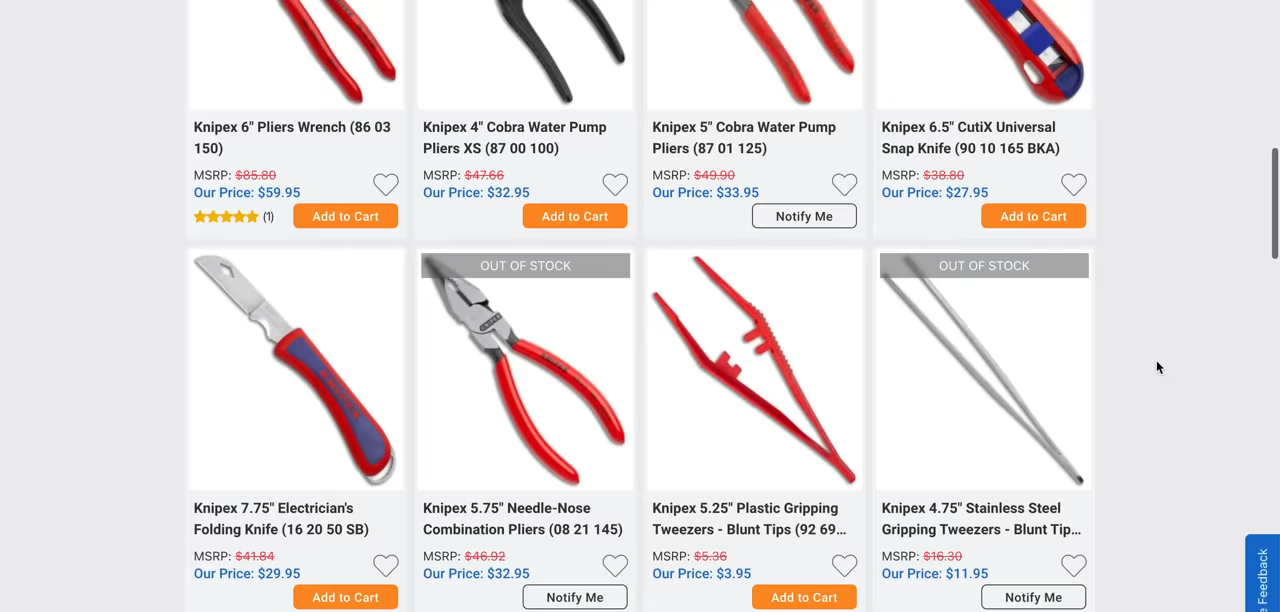 Knipex 6" Pliers Wrench (86 03
150)
MSRP: $85.80
Our Price: $59.95
(1)
Add to Cart
Knipex 4" Cobra Water Pump
Pliers XS (87 00 100)
MSRP: $47.66
Our Price: $32.95
Add to Cart
Knipex 5" Cobra Water Pump
Pliers (87 01 125)
MSRP: $49.90
Our Price: $33.95
Notify Me
Knipex 6.5" CutiX Universal
Snap Knife (90 10 165 BKA)
MSRP: $38.80
Our Price: $27.95
Add to Cart
Knipex 7.75" Electrician's
Folding Knife (16 20 50 SB)
MSRP: $41.84
Our Price: $29.95
Add to Cart
OUT OF STOCK
KNIPEX
Knipex 5.75" Needle-Nose
Combination Pliers (08 21 145)
MSRP: $46.92
Our Price: $32.95
Notify Me
Knipex 5.25" Plastic Gripping
Tweezers - Blunt Tips (92 69...
MSRP: $5.36
Our Price: $3.95
Add to Cart
OUT OF STOCK
Knipex 4.75" Stainless Steel
Gripping Tweezers - Blunt Tip...
MSRP: $16.30
Our Price: $11.95
Notify Me
Feedback